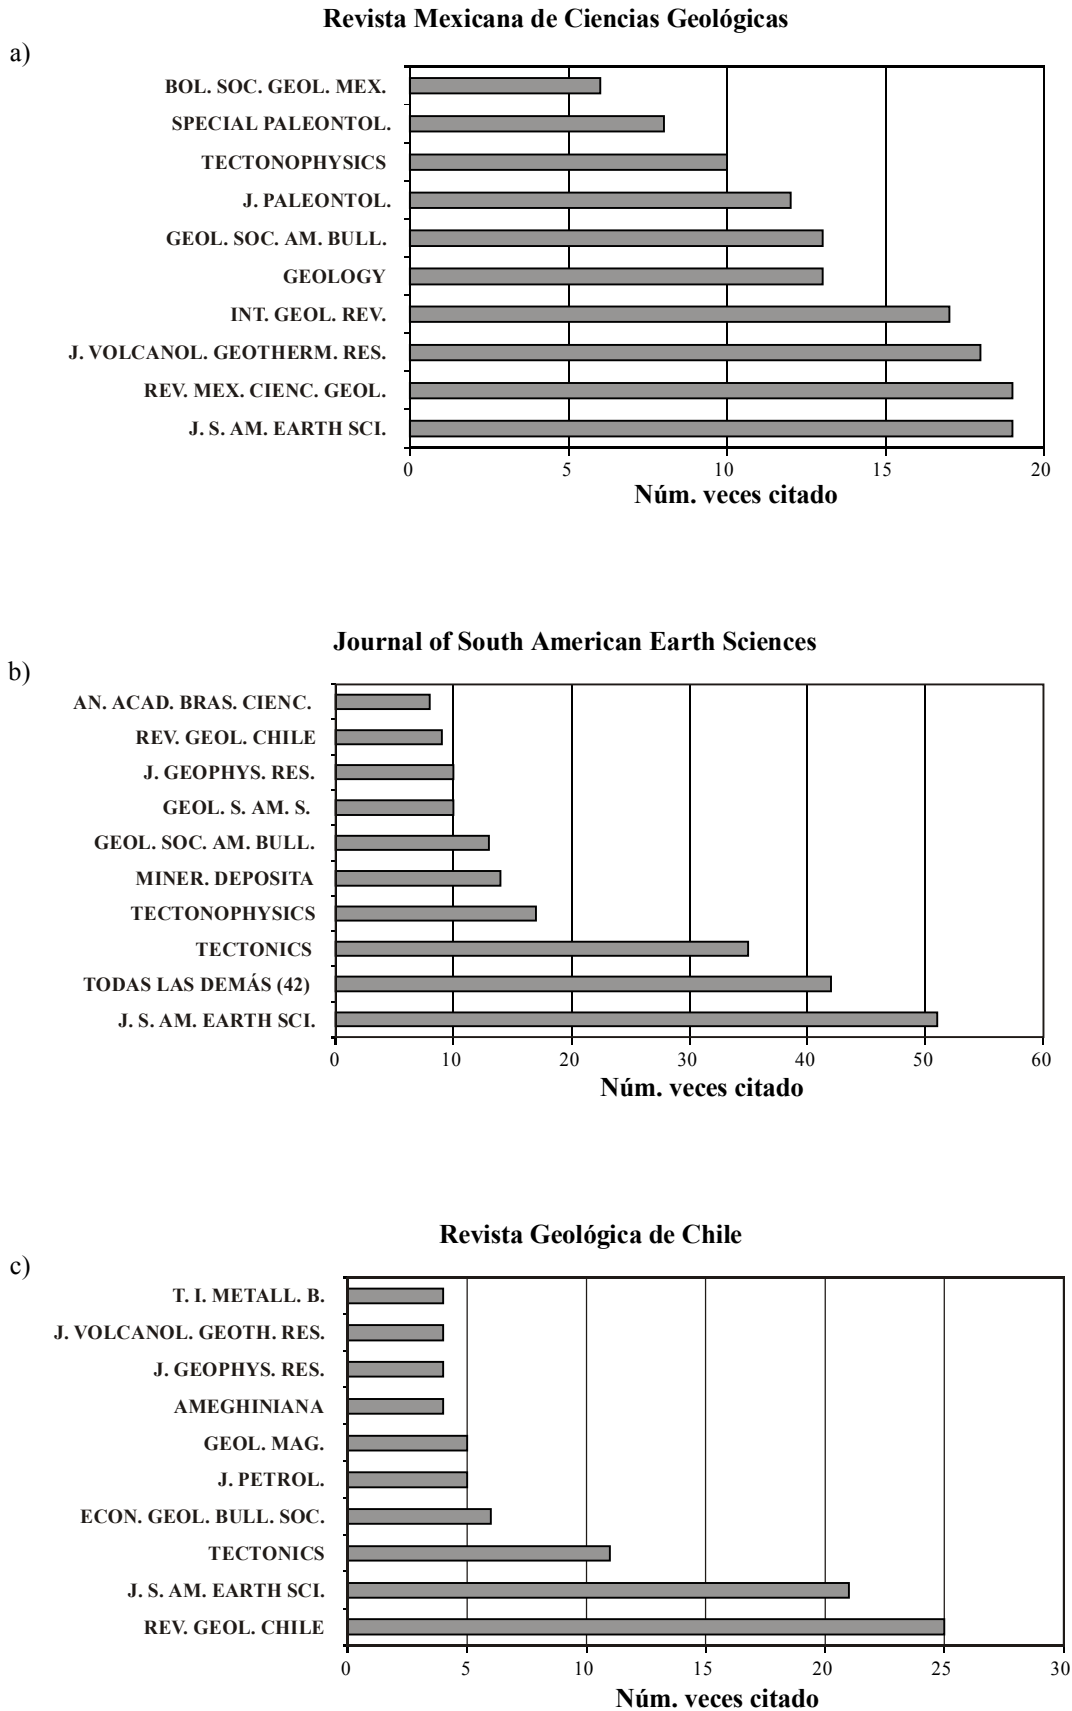 Revista Mexicana de Ciencias Geológicas
a)
BOL. SOC. GEOL. MEX.
SPECIAL PALEONTOL.
TECTONOPHYSICS
J. PALEONTOL.
GEOL. SOC. AM. BULL.
GEOLOGY
INT. GEOL. REV.
J. VOLCANOL. GEOTHERM. RES.
REV. MEX. CIENC. GEOL.
J. S. AM. EARTH SCI.
0 5 10 15 20
Núm. veces citado
Journal of South American Earth Sciences
b)
AN. ACAD. BRAS. CIENC.
REV. GEOL. CHILE
J. GEOPHYS. RES.
GEOL. S. AM. S.
GEOL. SOC. AM. BULL.
MINER. DEPOSITA
TECTONOPHYSICS
TECTONICS
TODAS LAS DEMÁS (42)
J. S. AM. EARTH SCI.
0 10 20 30 40 50 60
Núm. veces citado
Revista Geológica de Chile
c)
T. I. METALL. B.
J. VOLCANOL. GEOTH. RES.
J. GEOPHYS. RES.
AMEGHINIANA
GEOL. MAG.
J. PETROL.
ECON. GEOL. BULL. SOC.
TECTONICS
J. S. AM. EARTH SCI.
REV. GEOL. CHILE
0 5 10 15 20 25 30
Núm. veces citado